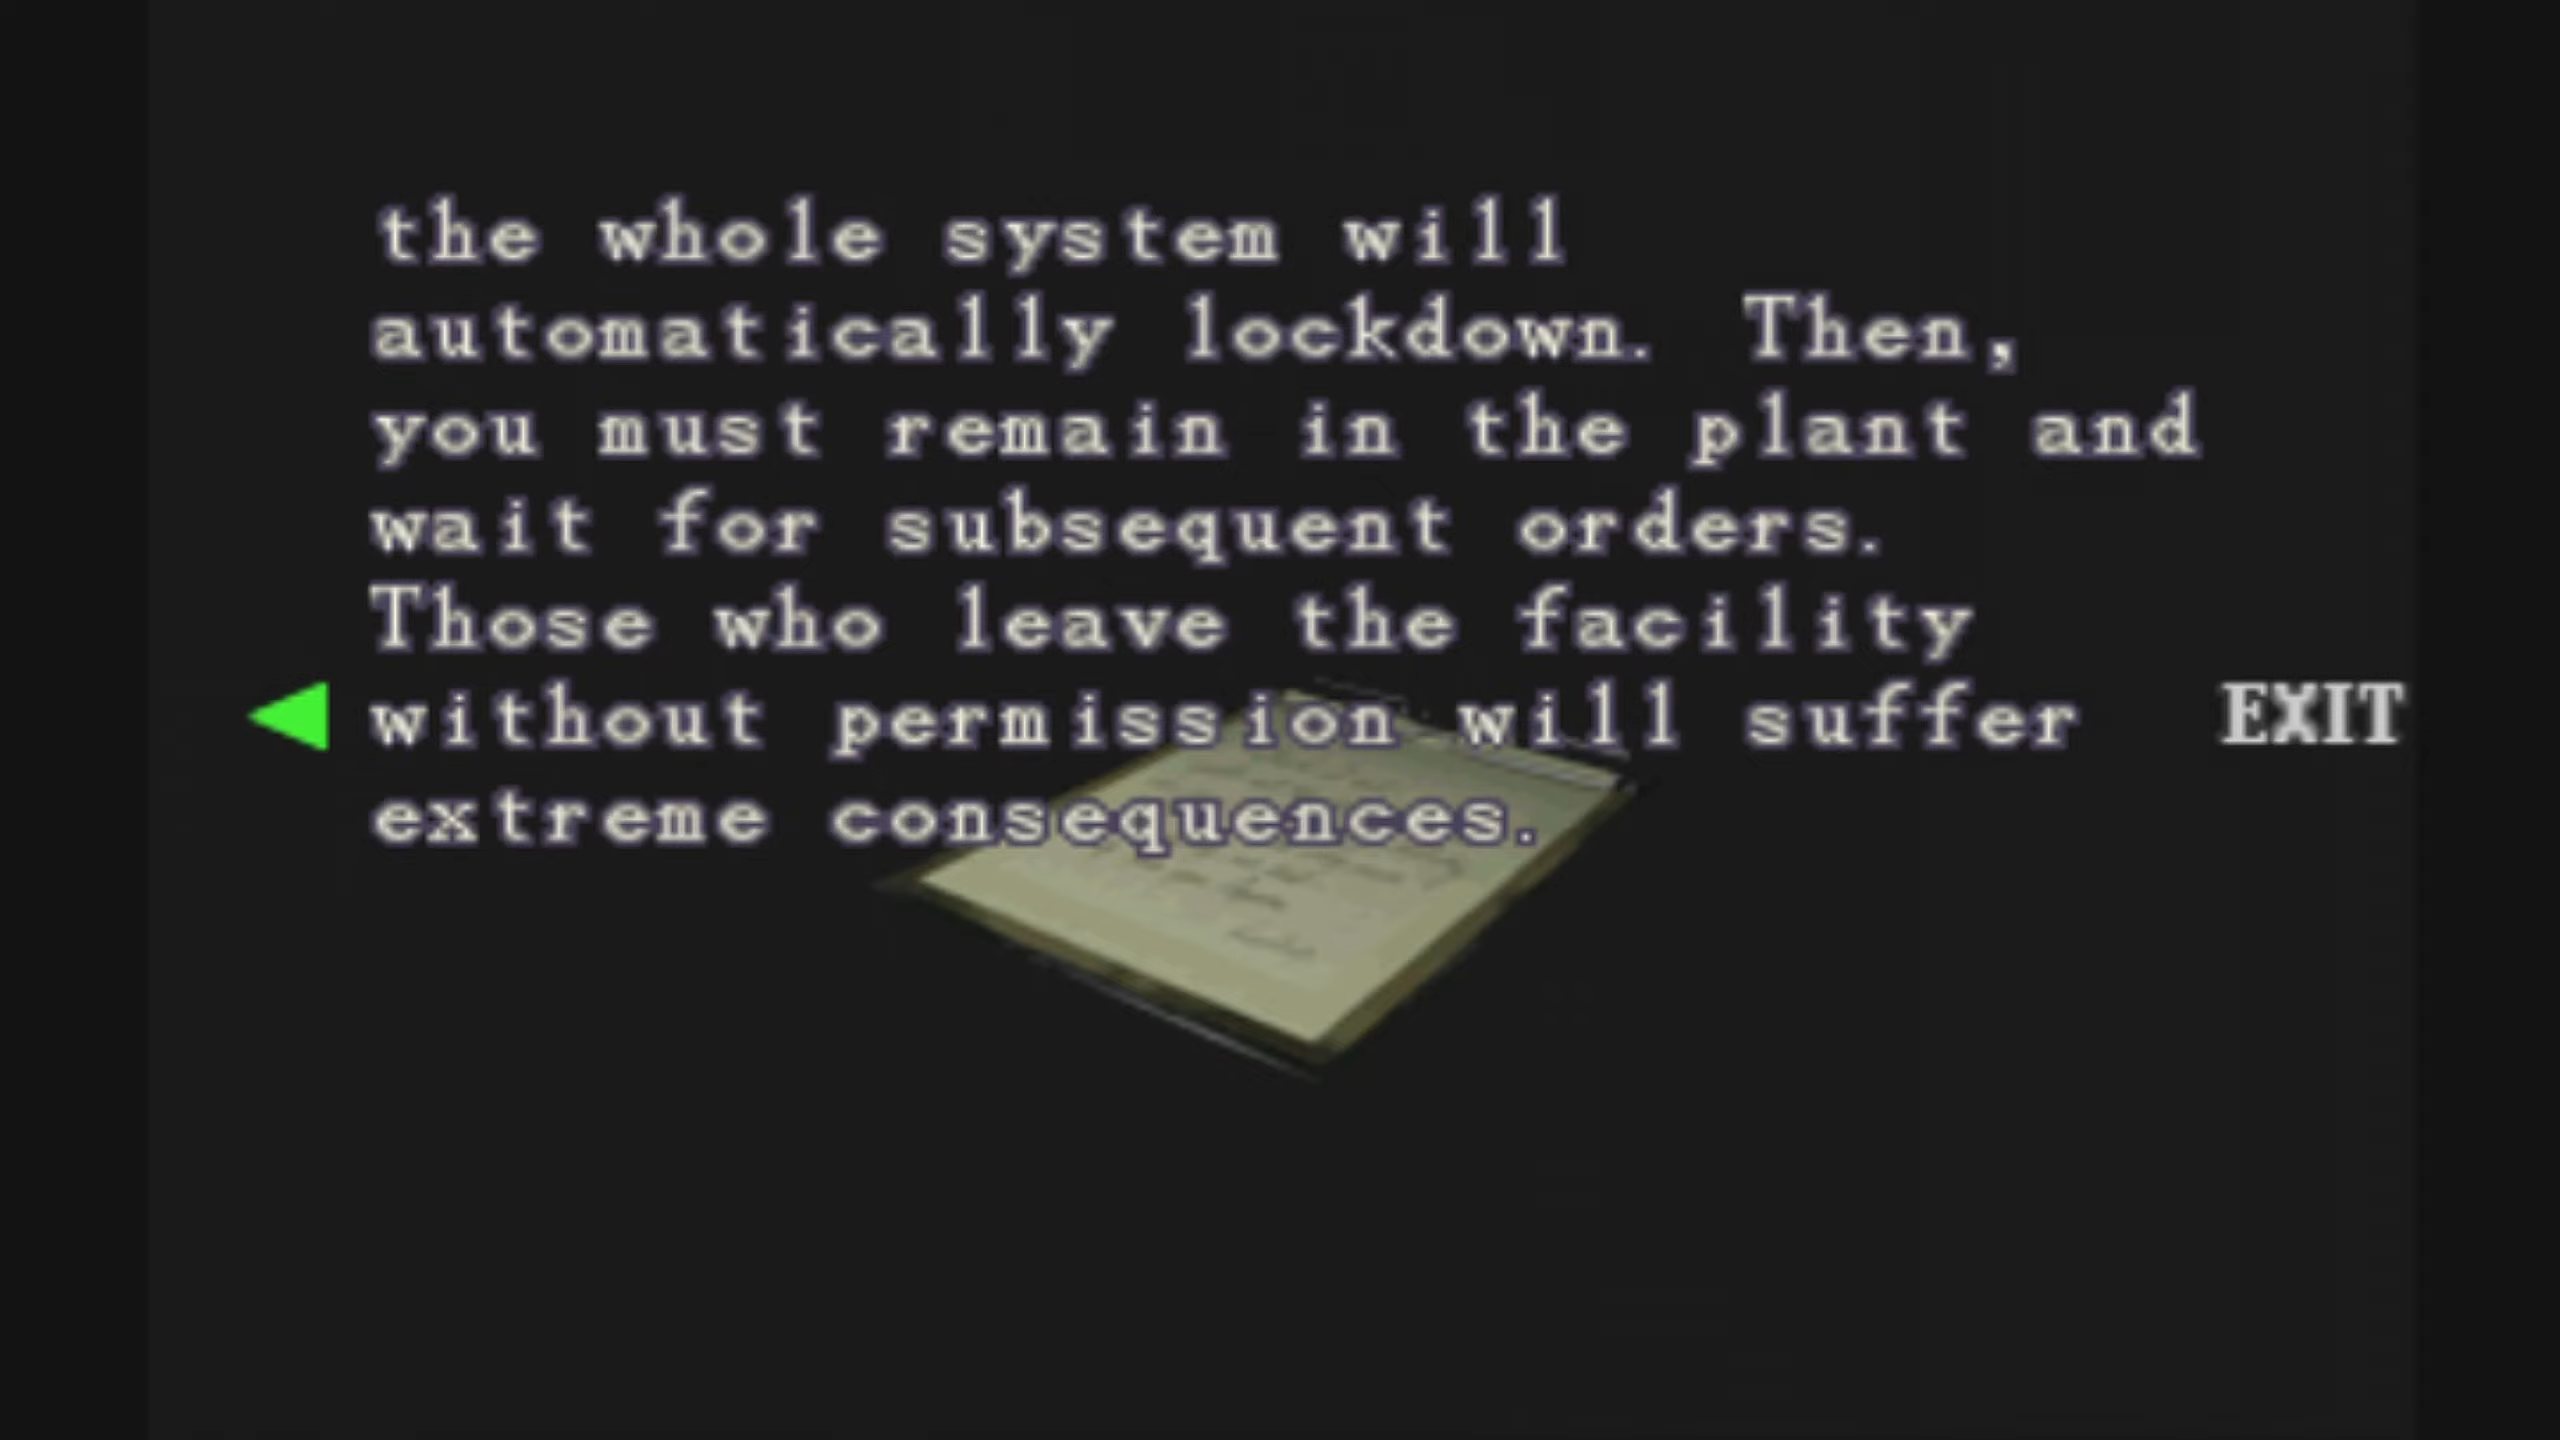 the whole system will
automatically lockdown. Then,
you must remain in the plant and
wait for subsequent orders.
Those who leave the facility
without permission will suffer
EXIT
extreme consequences.